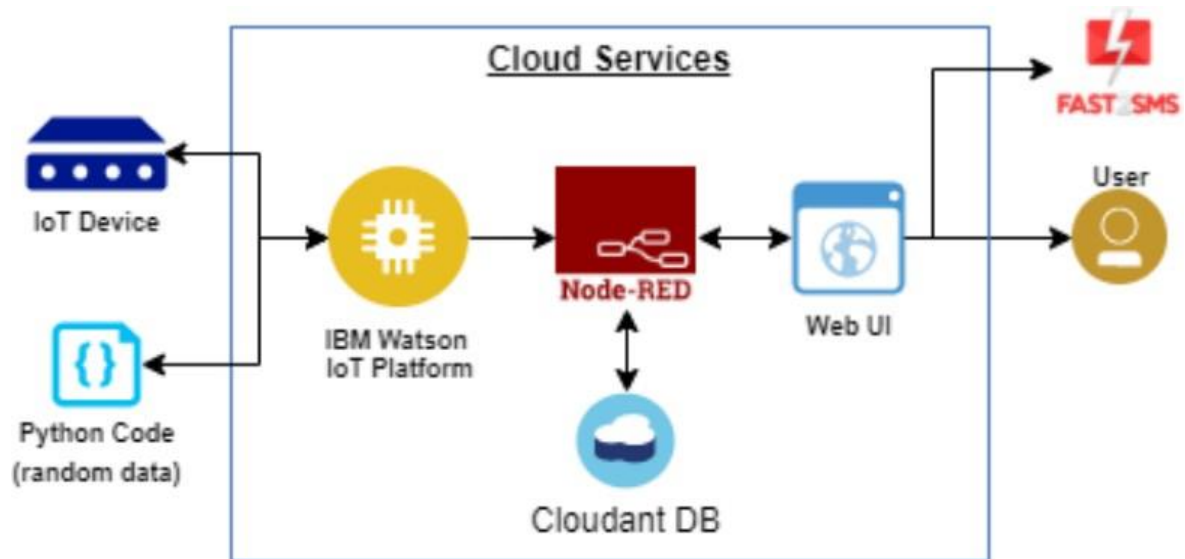 Cloud Services
FAST2SMS
IoT Device
User
Node-RED
IBM Watson
IoT Platform
Web UI
Python Code
(random data)
Cloudant DB